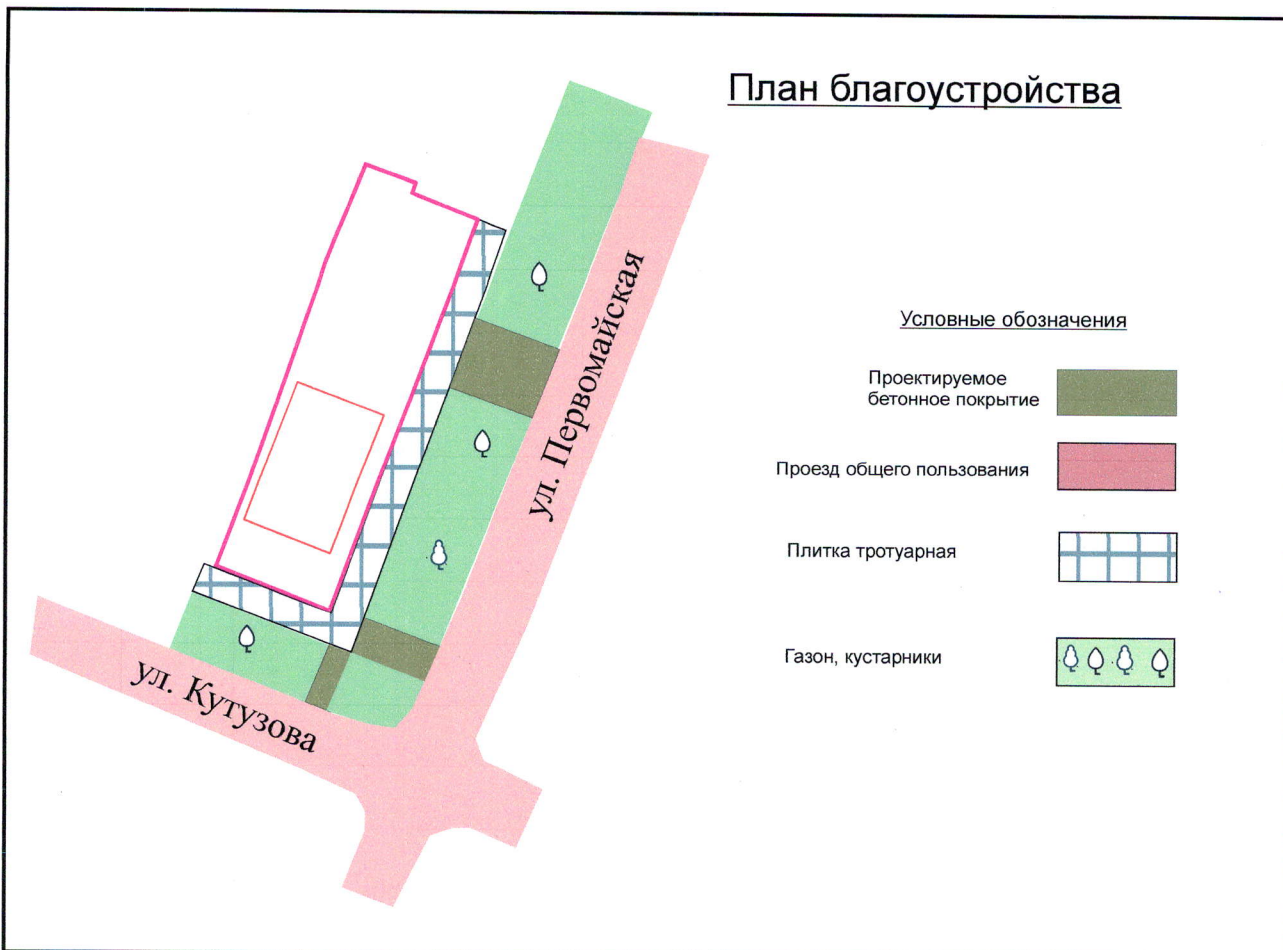 План благоустройства
ул. Первомайская
ул. Кутузова
Условные обозначения
Проектируемое
бетонное покрытие
Проезд общего пользования
Плитка тротуарная
Газон, кустарники